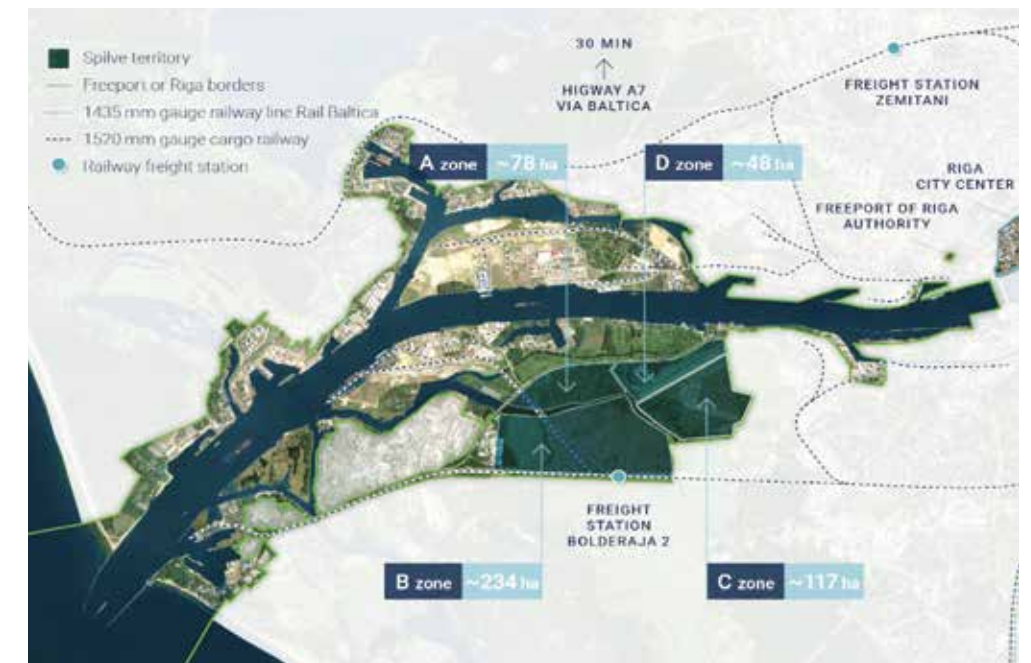 Spilve territory
Freeport or Riga borders
1435 mm gauge railway line Rail Baltica
1520 mm gauge cargo railway
Railway freight station
30 MIN
HIGWAY A7
VIA BALTICA
FREIGHT STATION
ZEMITANI
A zone ~78 ha
D zone ~48 ha
RIGA
CITY CENTER
FREEPORT OF RIGA
AUTHORITY
FREIGHT
STATION
BOLDERAJA 2
B zone ~234 ha
C zone ~117 ha